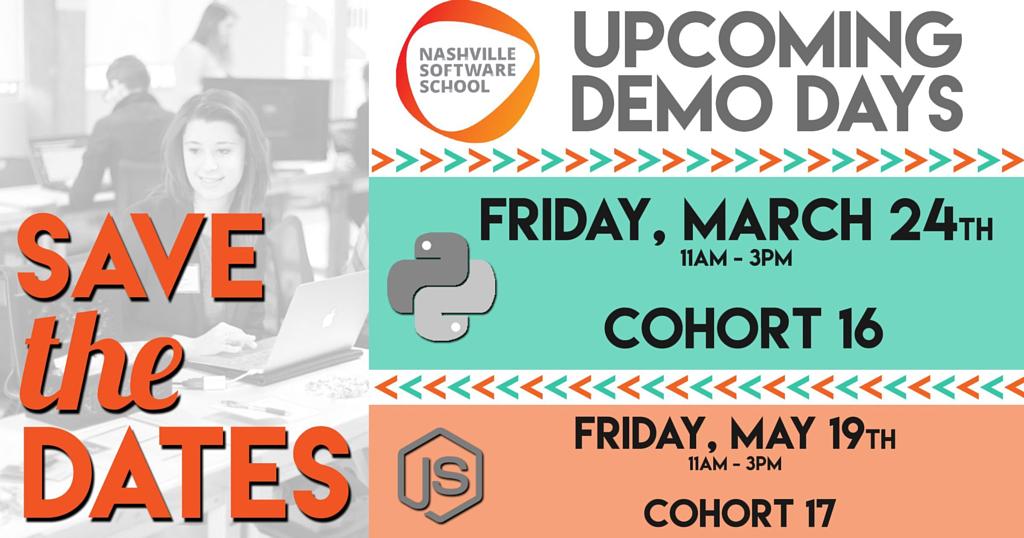 SAVE
the
DATES
NASHVILLE
SOFTWARE
SCHOOL
UPCOMING
DEMO DAYS
FRIDAY, MARCH 24TH
11AM - 3PM
COHORT 16
JS
FRIDAY, MAY 19TH
11AM - 3PM
COHORT 17